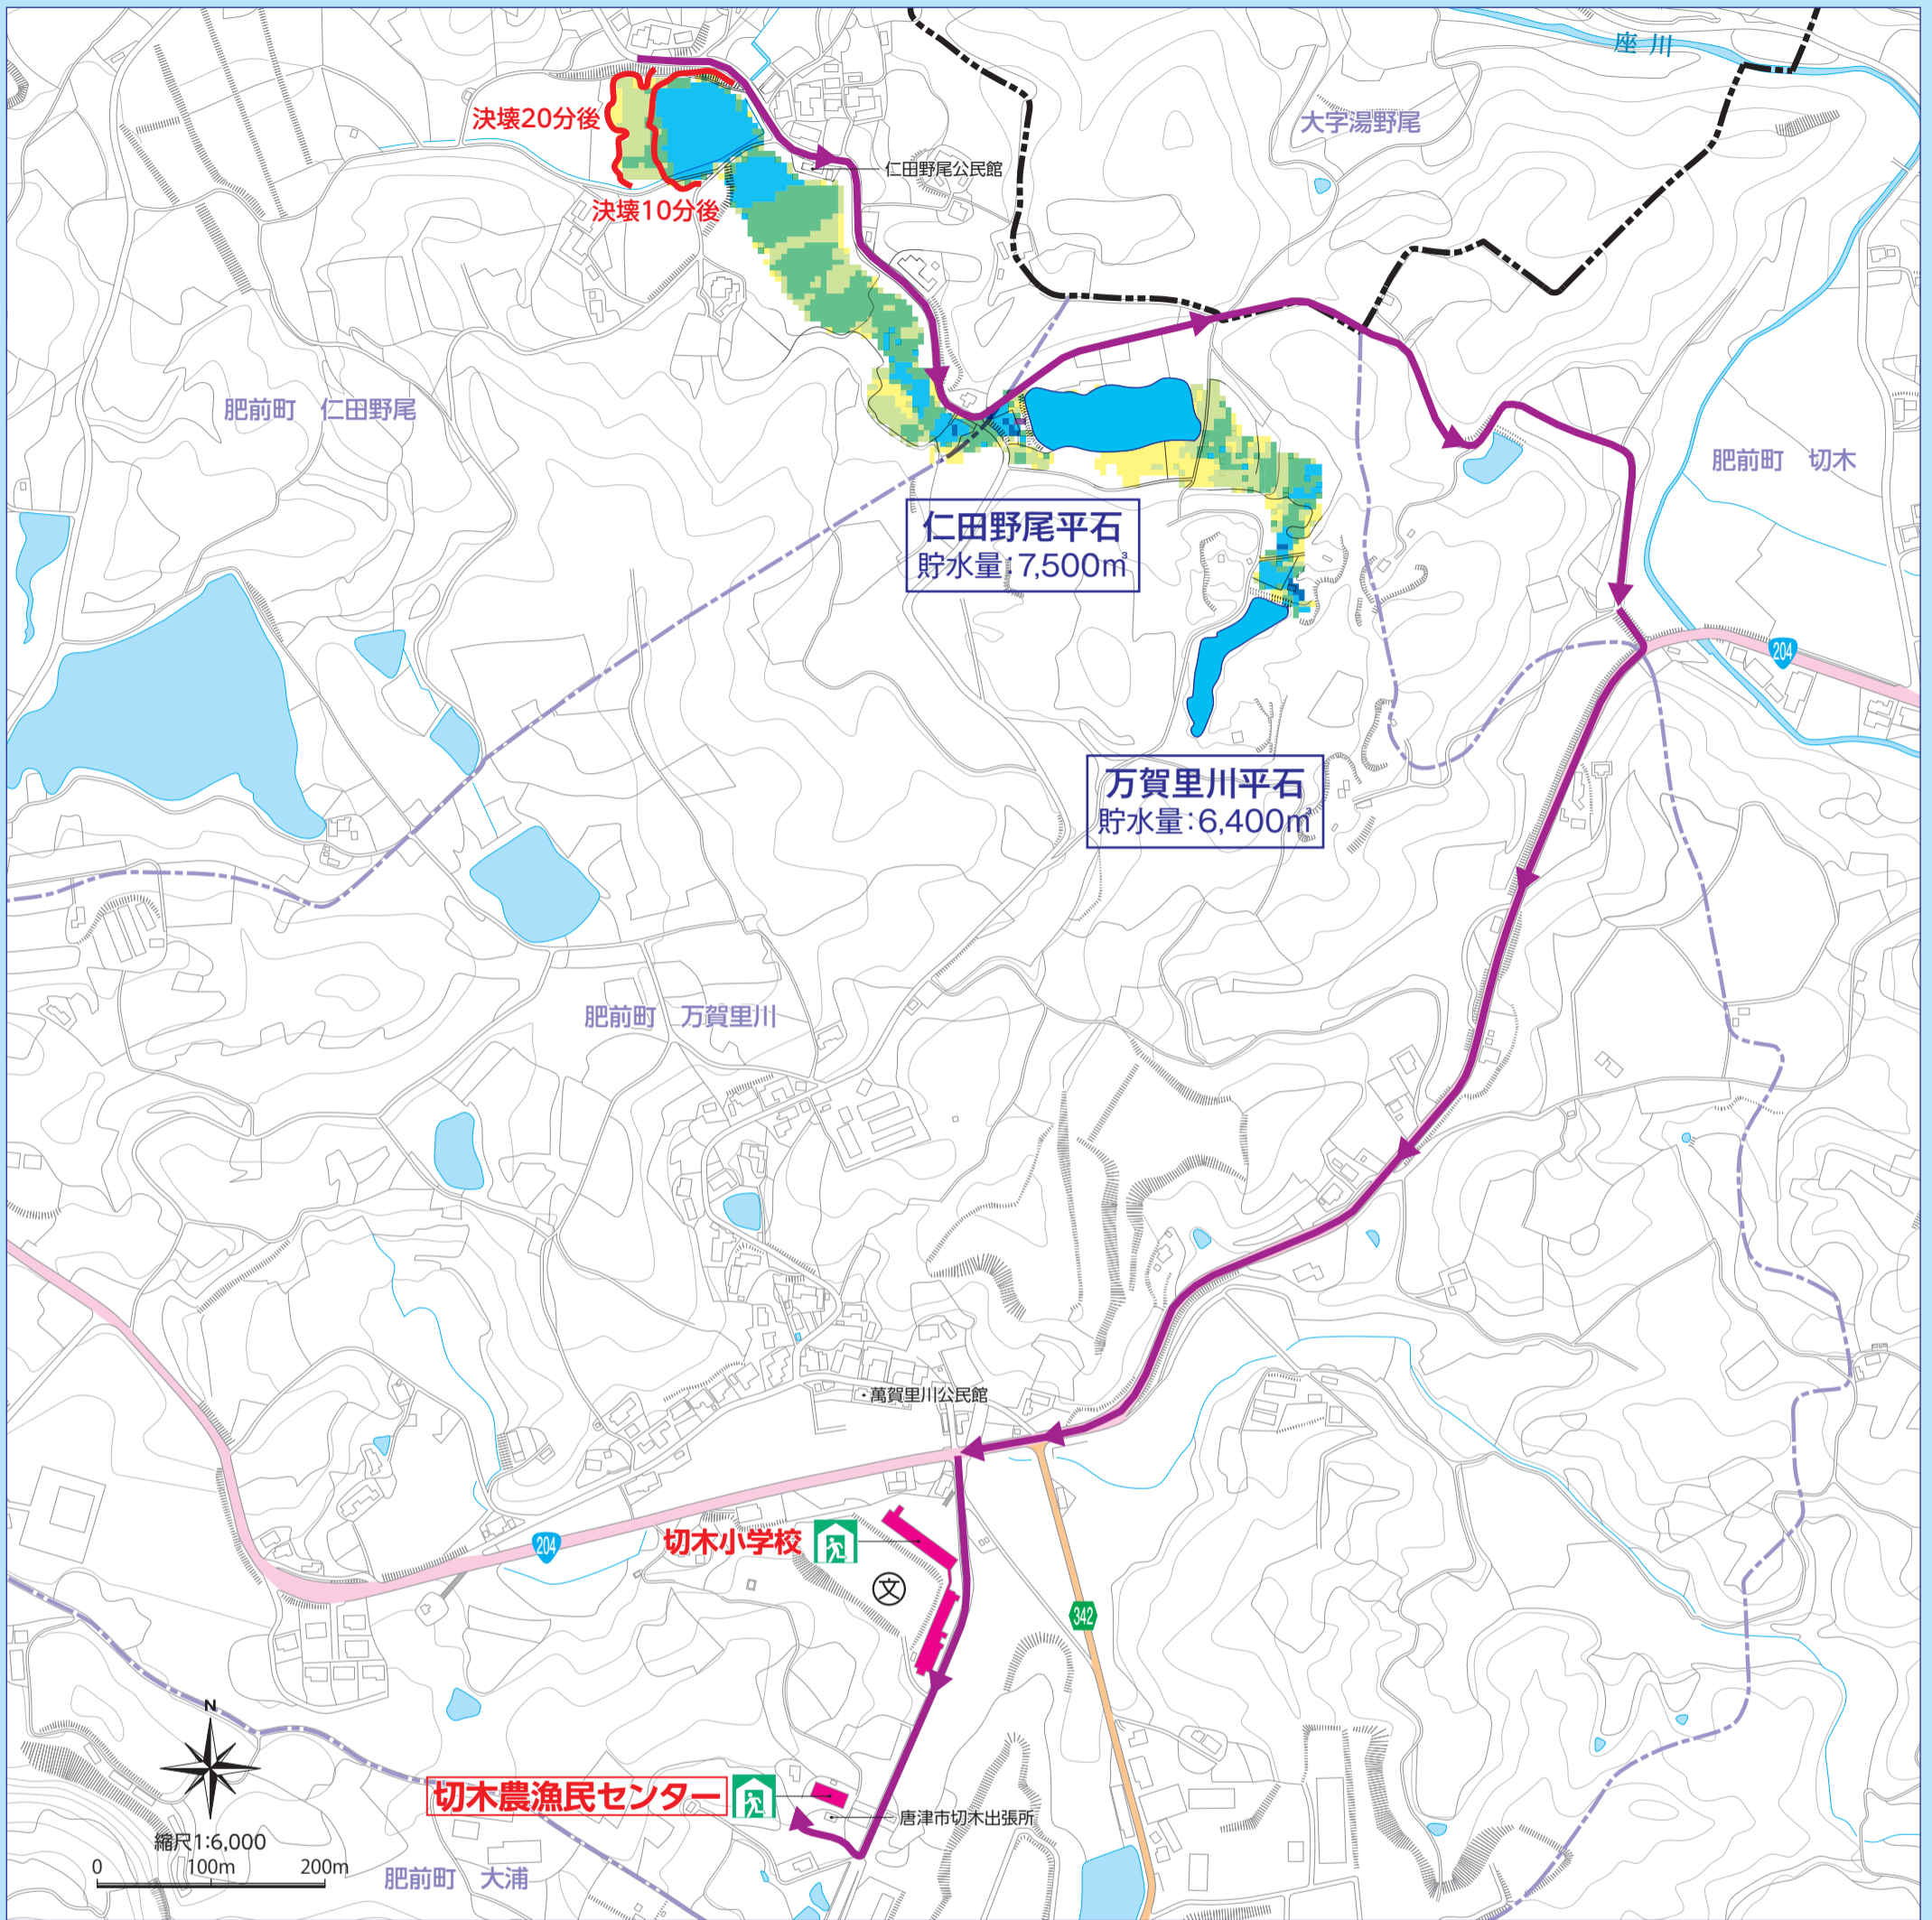 座川
大字湯野尾
決壊20分後
仁田野尾公民館
決壊10分後
肥前町 仁田野尾
肥前町 切木
仁田野尾平石
貯水量:7,500㎥
204
万賀里川平石
貯水量:6,400㎥
肥前町 万賀里川
・萬賀里川公民館
切木小学校
204
文
342
N
切木農漁民センター
唐津市切木出張所
縮尺1:6,000
0 100m 200m
肥前町 大浦